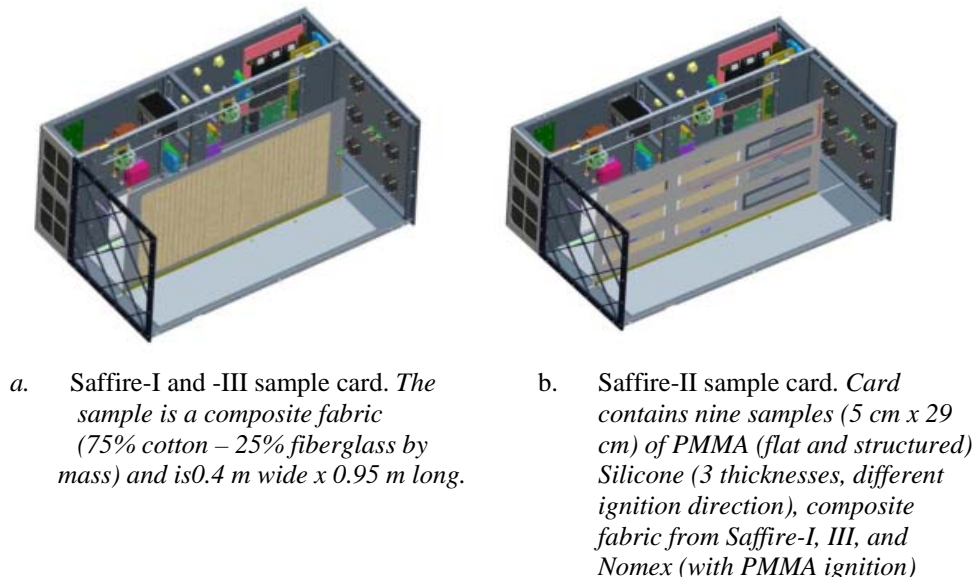 a. Saffire-I and -III sample card. The
sample is a composite fabric
(75% cotton – 25% fiberglass by
mass) and is0.4 m wide x 0.95 m long.
b. Saffire-II sample card. Card
contains nine samples (5 cm x 29
cm) of PMMA (flat and structured)
Silicone (3 thicknesses, different
ignition direction), composite
fabric from Saffire-I, III, and
Nomex (with PMMA ignition)